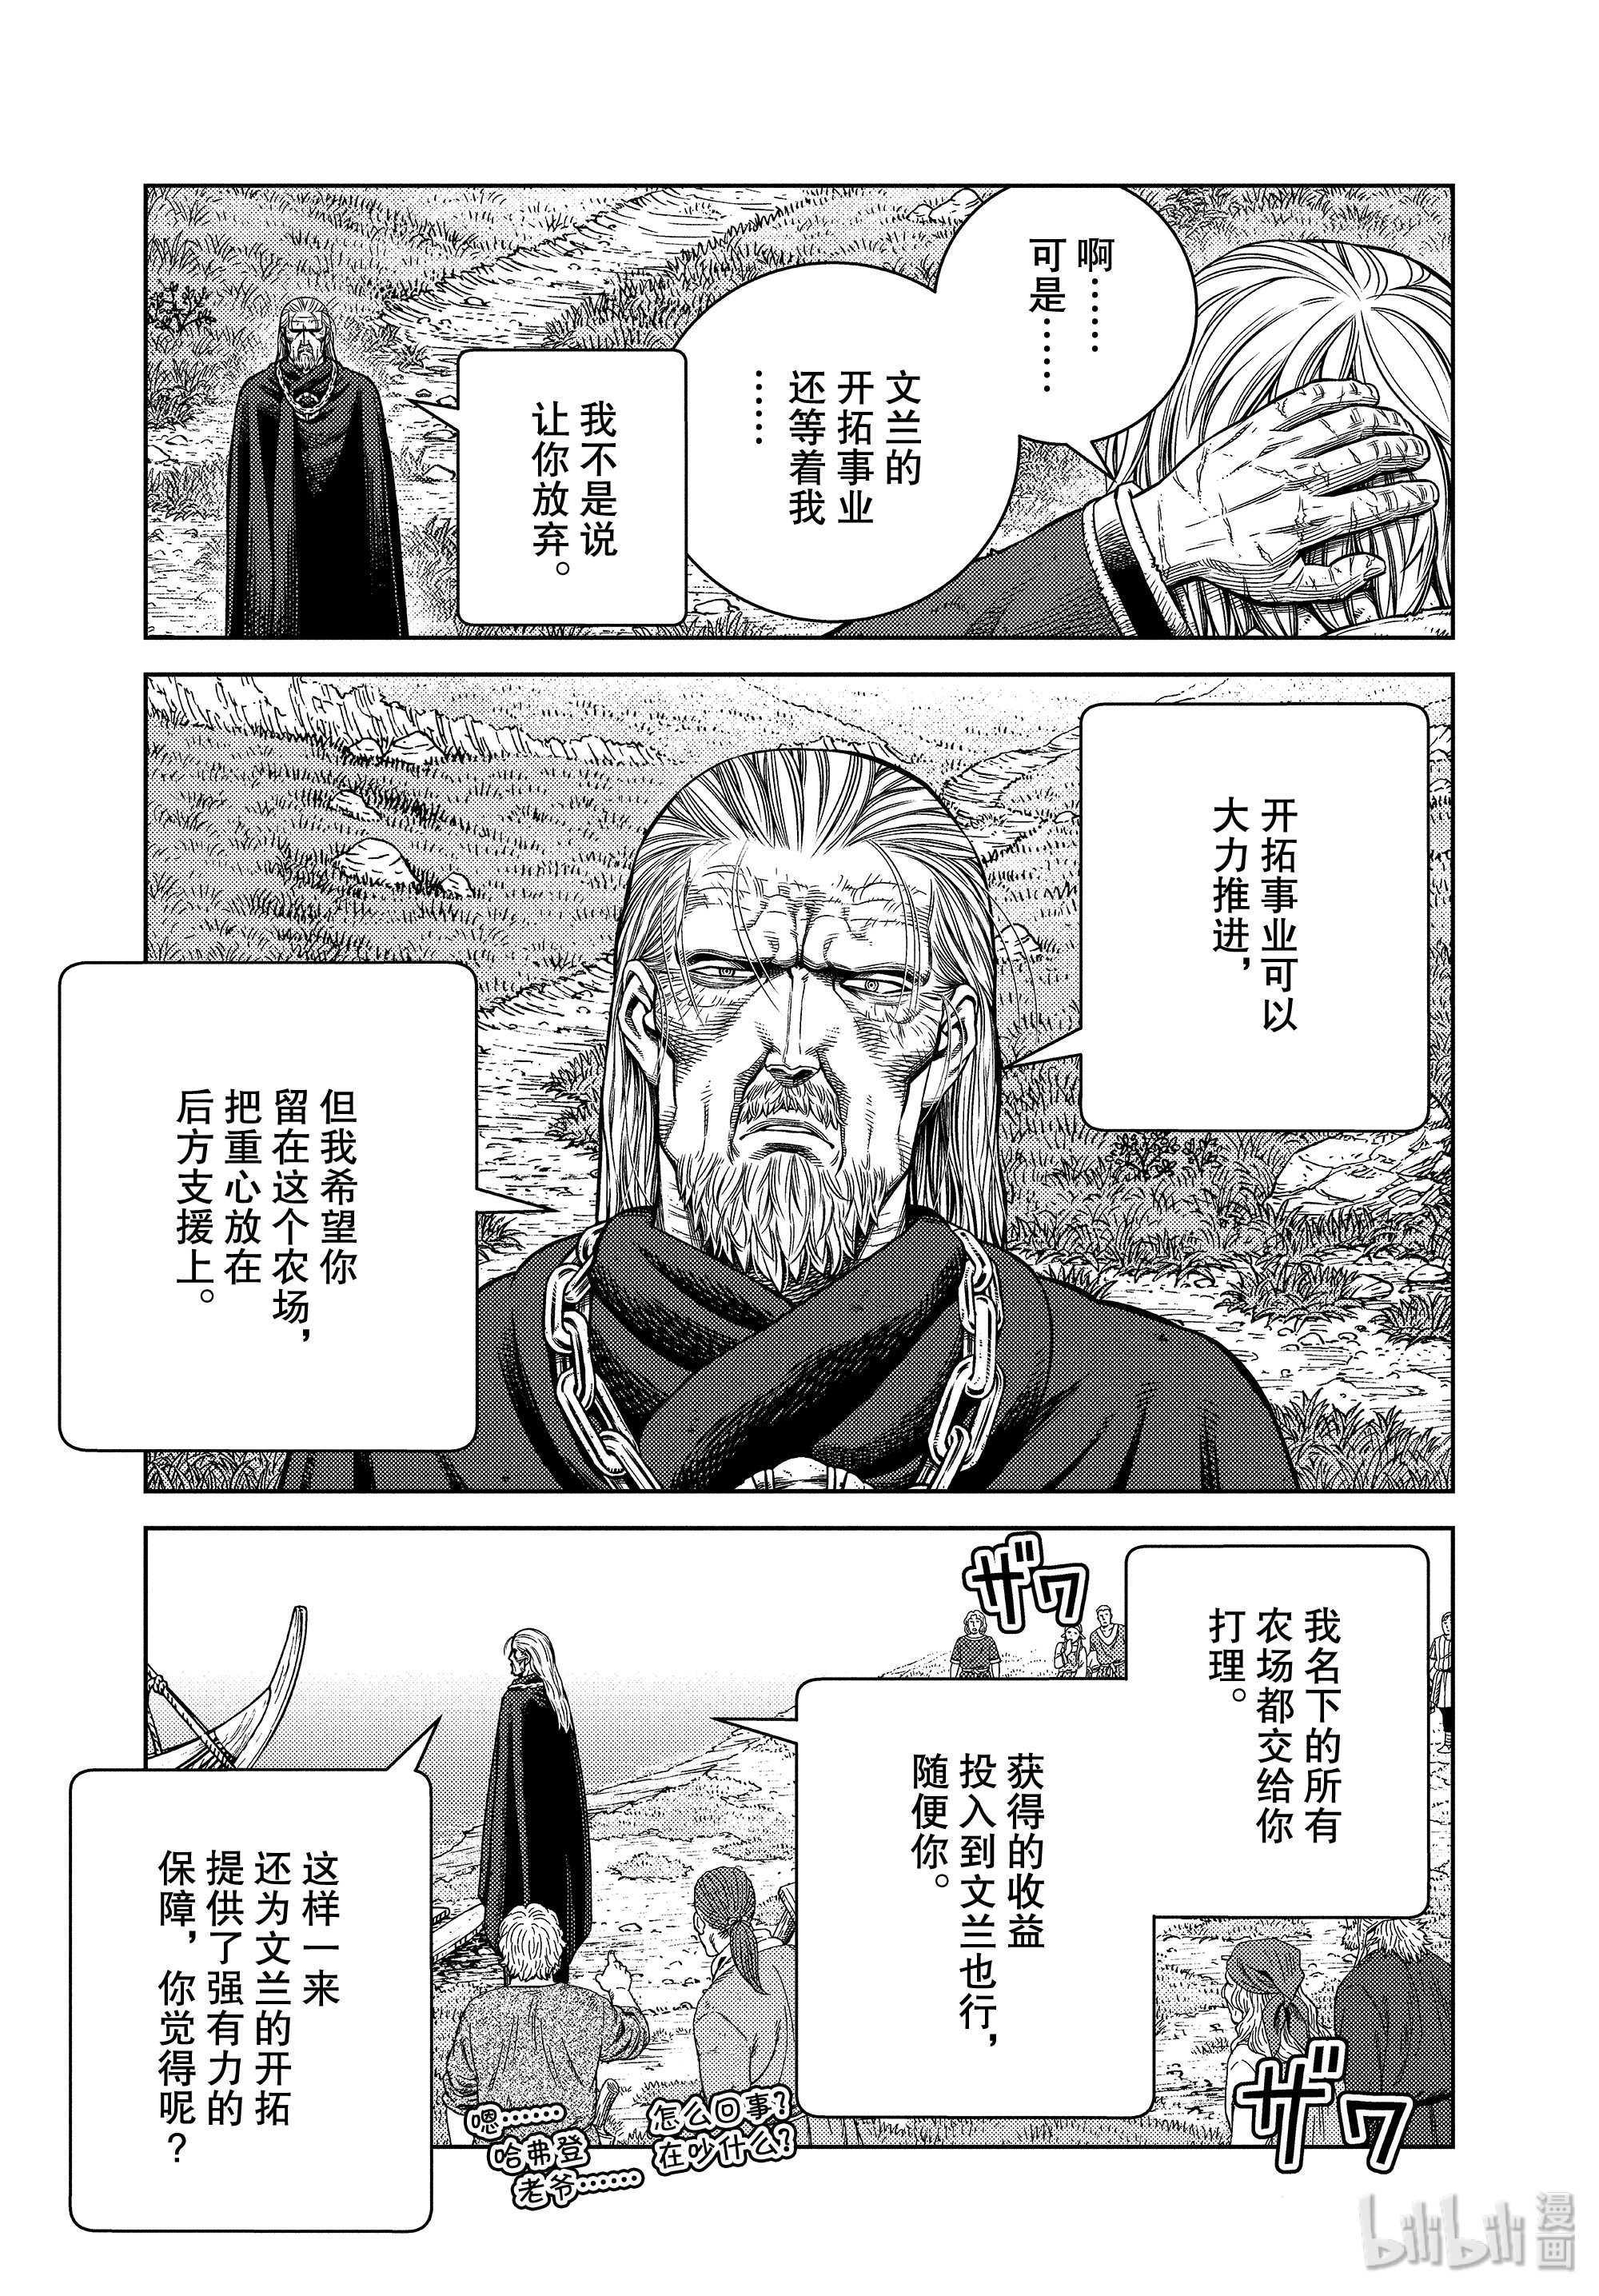 啊……
可是……
文兰的
开拓事业
还等着我
……
我不是说
让你放弃。
开拓事业可以
大力推进，
但我希望你
留在这个农场，
把重心放在
后方支援上。
ザワ
我名下的所有
农场都交给你
打理。
获得的收益
投入到文兰也行，
随便你。
这样一来
还为文兰的开拓
提供了强有力的
保障，你觉得呢？
怎么回事？
在吵什么？
嗯……
哈弗登
老爷……
ザワ
bilibili
漫画